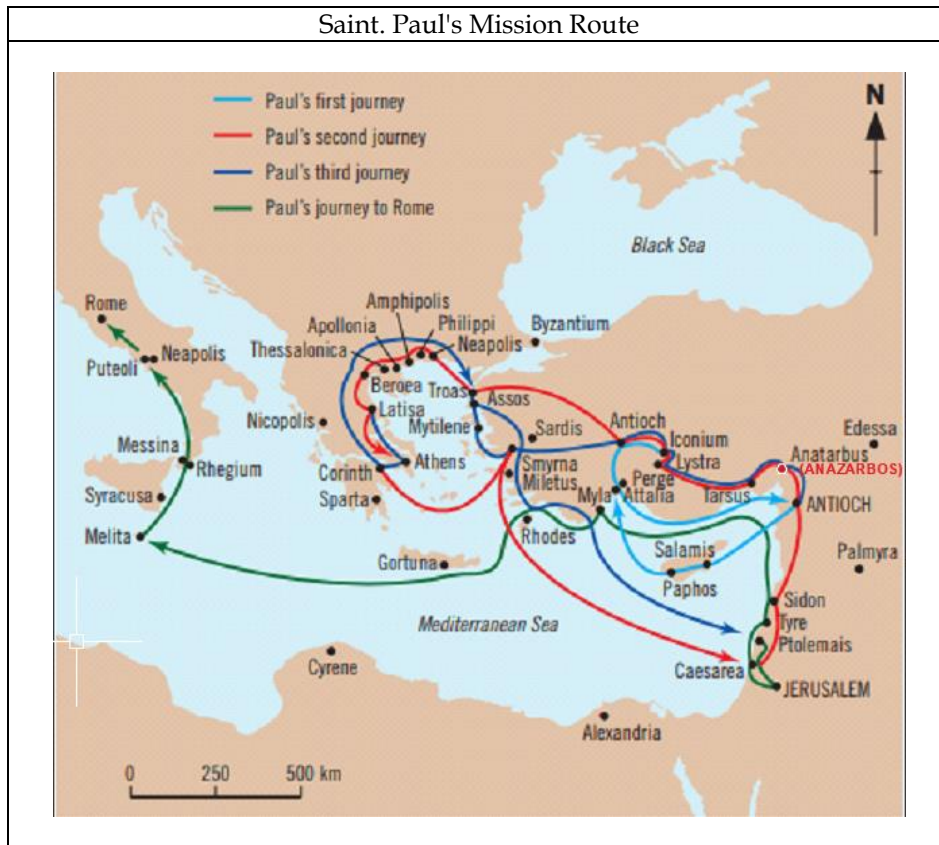 Saint. Paul's Mission Route
Paul's first journey
Paul's second journey
Paul's third journey
Paul's journey to Rome
N
Black Sea
Rome
Amphipolis
Apollonia
Philippi
Byzantium
Thessalonica
Neapolis
Puteoli
Neapolis
Beroea
Troas
Assos
Latisa
Antioch
Nicopolis
Mytilene
Sardis
Iconium
Edessa
Messina
Rhegium
Athens
Lystra
Anatarbus
(ANAZARBOS)
Corinth
Smyrna
Perge
Syracusa
Sparta
Miletus
Myla
Attalia
Tarsus
ANTIOCH
Melita
Rhodes
Salamis
Palmyra
Gortuna
Paphos
Sidon
Mediterranean Sea
Tyre
Ptolemais
Cyrene
Caesarea
JERUSALEM
Alexandria
0 250 500 km